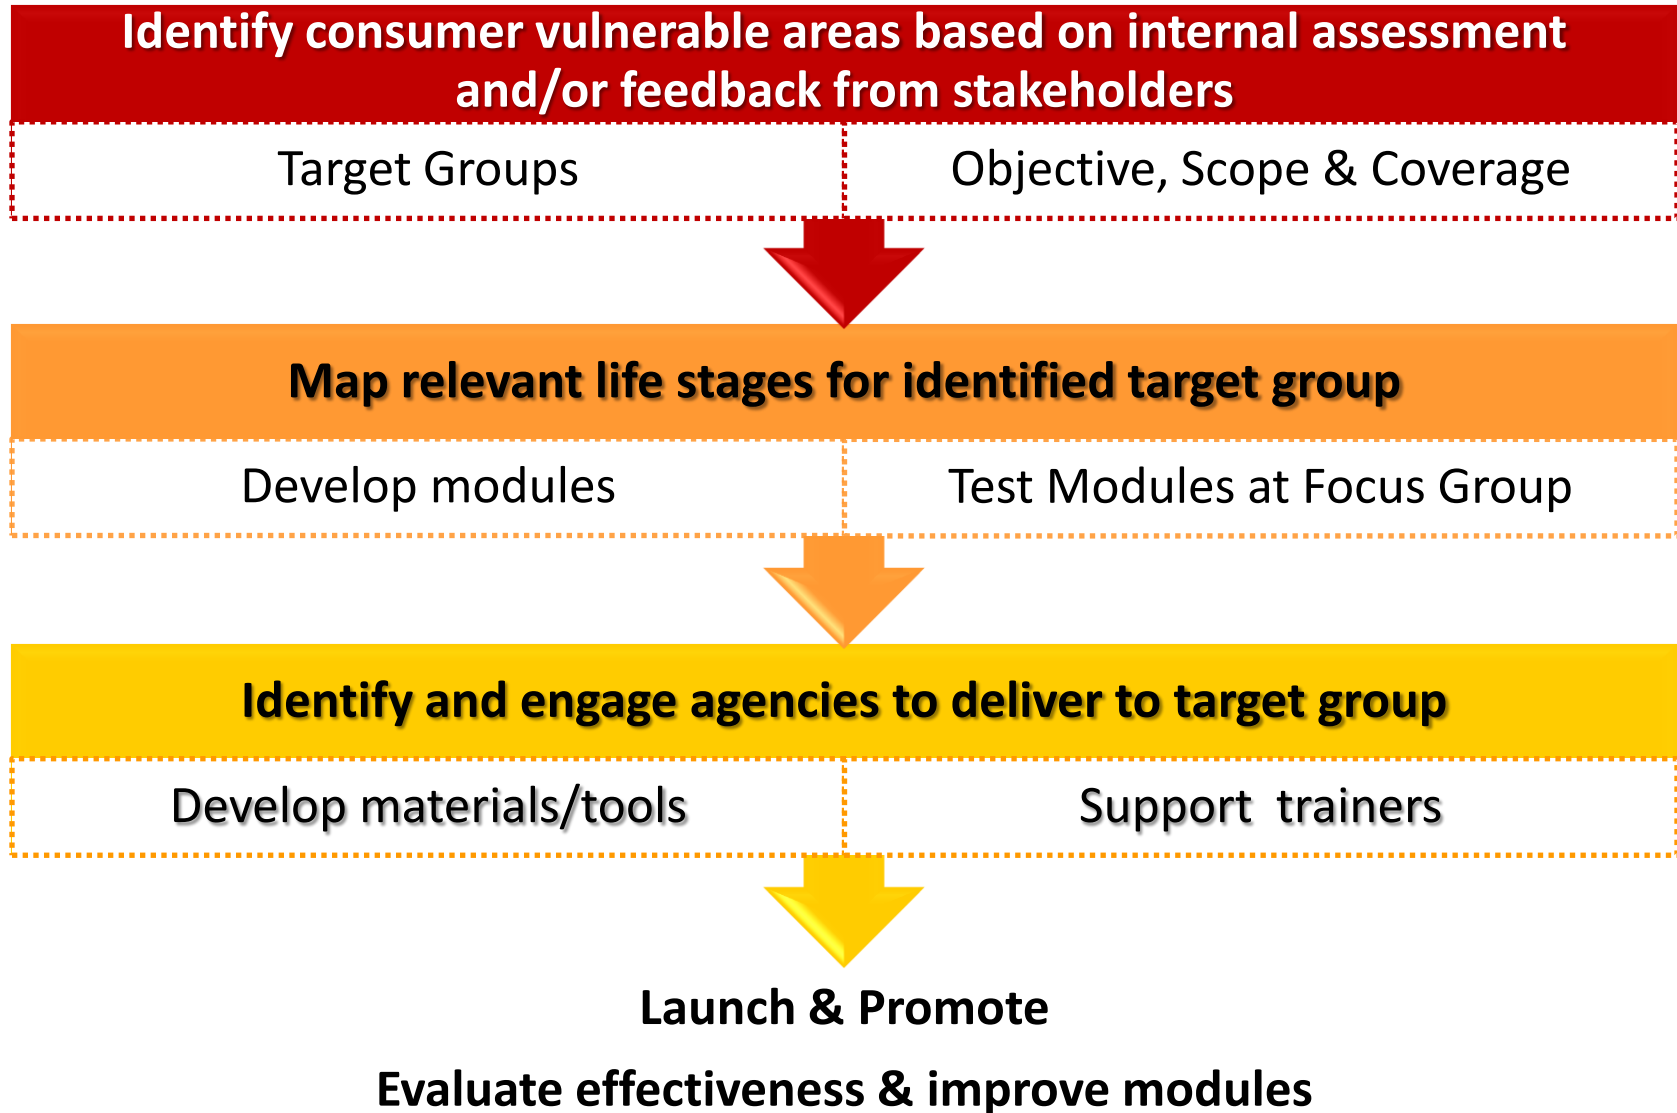 Identify consumer vulnerable areas based on internal assessment
and/or feedback from stakeholders
Target Groups
Objective, Scope & Coverage
Map relevant life stages for identified target group
Develop modules
Test Modules at Focus Group
Identify and engage agencies to deliver to target group
Develop materials/tools
Support  trainers
Launch & Promote
Evaluate effectiveness & improve modules